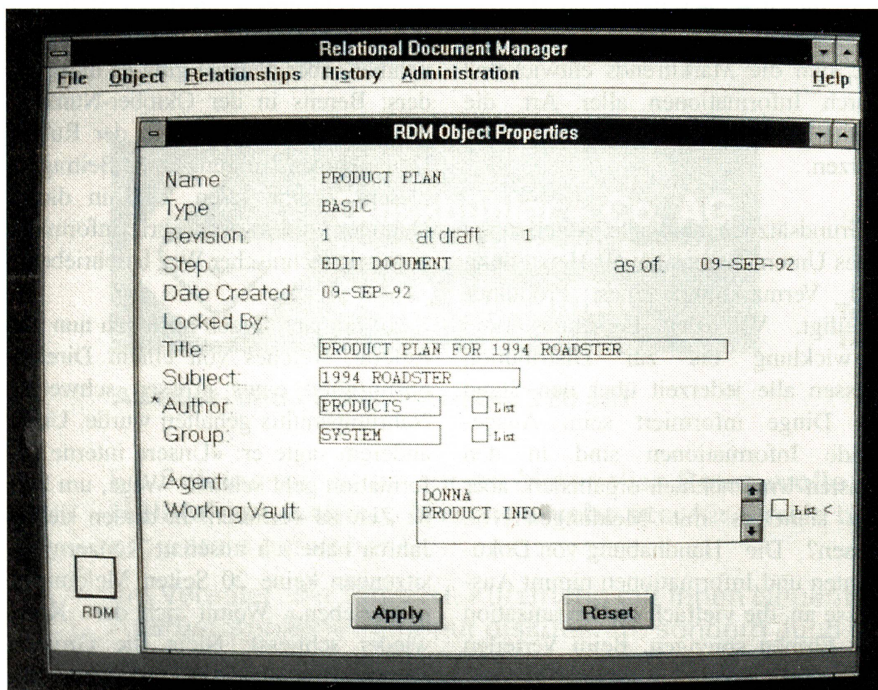 Relational Document Manager
File Object Relationships History Administration Help
RDM Object Properties
Name: PRODUCT PLAN
Type: BASIC
Revision: at draft: 1
Step: EDIT DOCUMENT as of: 09-SEP-92
Date Created: 09-SEP-92
Locked By:
Title: PRODUCT PLAN FOR 1994 ROADSTER
Subject: 1994 ROADSTER
Author: PRODUCTS List
Group: SYSTEM List
Agent: DONNA
Working Vault: PRODUCT INFO List <
RDM
Apply Reset